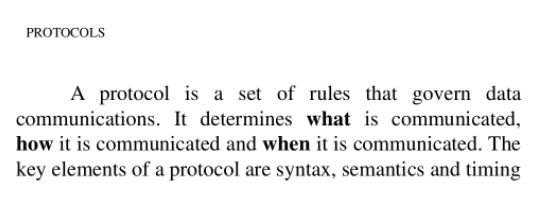 PROTOCOLS
A protocol is a set of rules that govern data
communications. It determines what is communicated,
how it is communicated and when it is communicated. The
key elements of a protocol are syntax, semantics and timing